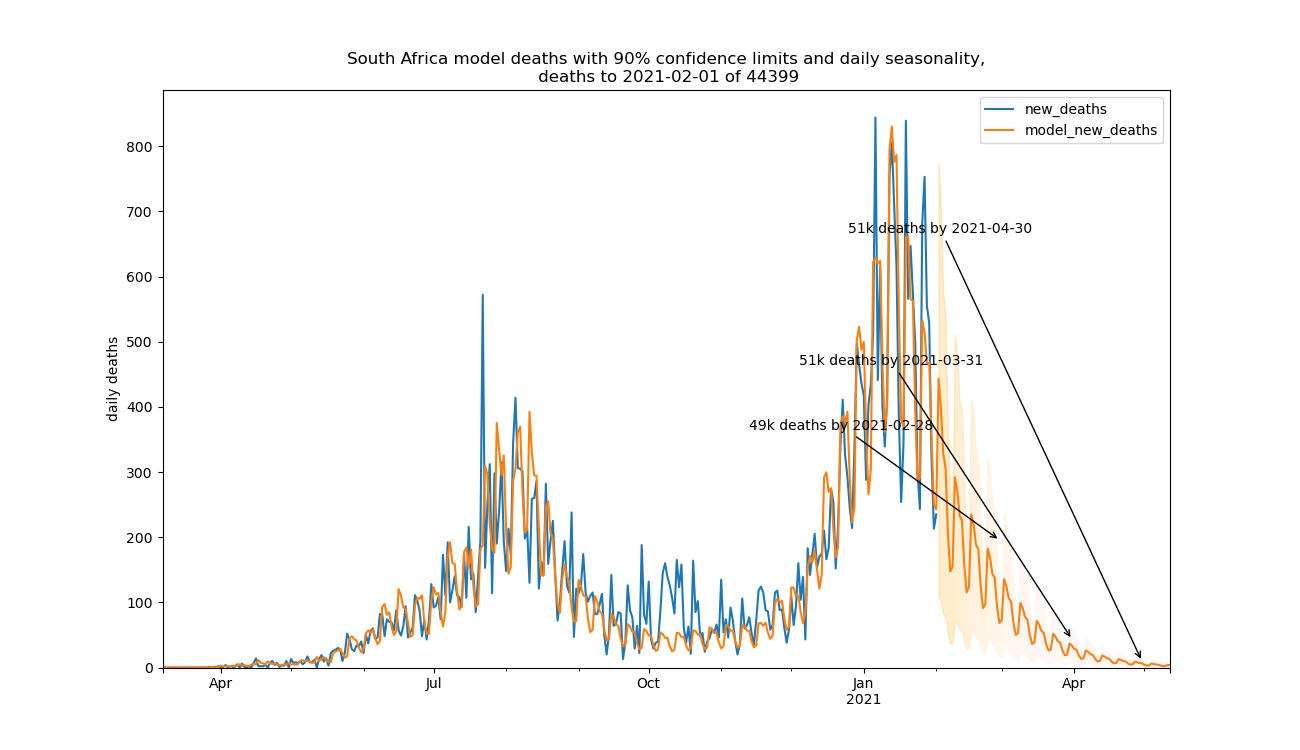 South Africa model deaths with 90% confidence limits and daily seasonality,
deaths to 2021-02-01 of 44399
new_deaths
model_new_deaths
daily deaths
800
700
600
500
400
300
200
100
0
51k deaths by 2021-04-30
51k deaths by 2021-03-31
49k deaths by 2021-02-28
Apr
Jul
Oct
Jan
2021
Apr